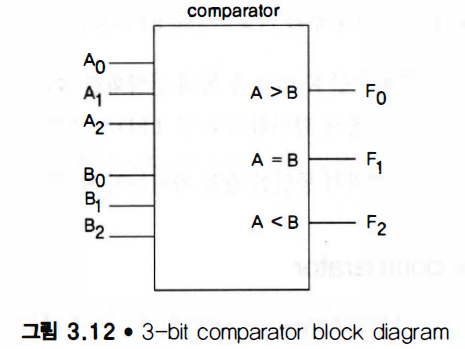 comparator
A0
A1
A2
B0
B1
B2
A > B F0
A = B F1
A < B F2
그림 3.12 • 3-bit comparator block diagram